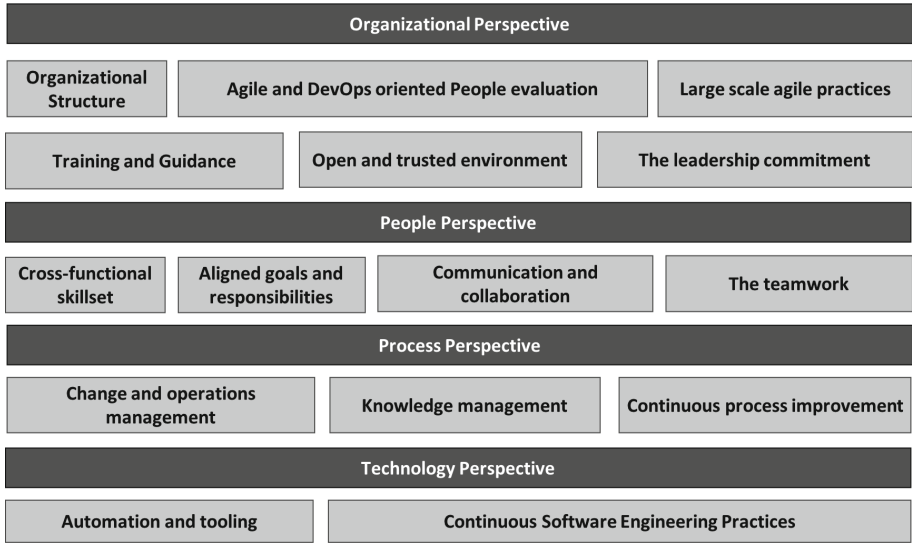 Organizational Perspective
Organizational
Structure
Agile and DevOps oriented People evaluation
Large scale agile practices
Training and Guidance
Open and trusted environment
The leadership commitment
People Perspective
Cross-functional
skillset
Aligned goals and
responsibilities
Communication and
collaboration
The teamwork
Process Perspective
Change and operations
management
Knowledge management
Continuous process improvement
Technology Perspective
Automation and tooling
Continuous Software Engineering Practices